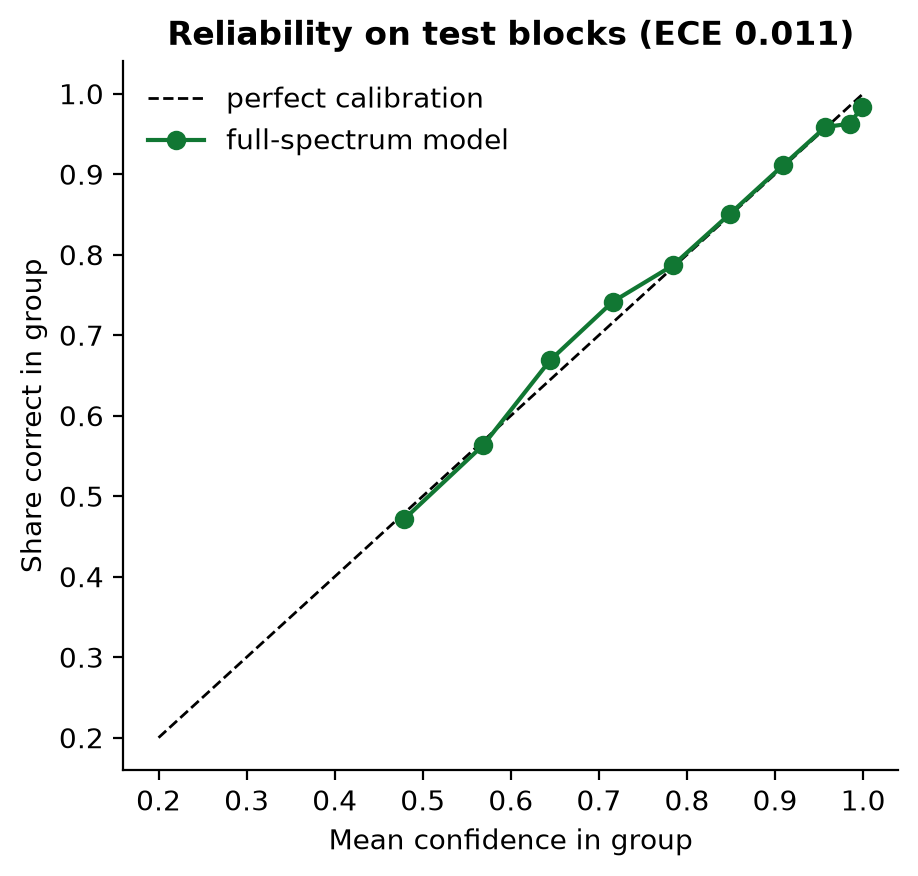 Reliability on test blocks (ECE 0.011)
perfect calibration
full-spectrum model
Share correct in group
1.0
0.9
0.8
0.7
0.6
0.5
0.4
0.3
0.2
0.2 0.3 0.4 0.5 0.6 0.7 0.8 0.9 1.0
Mean confidence in group